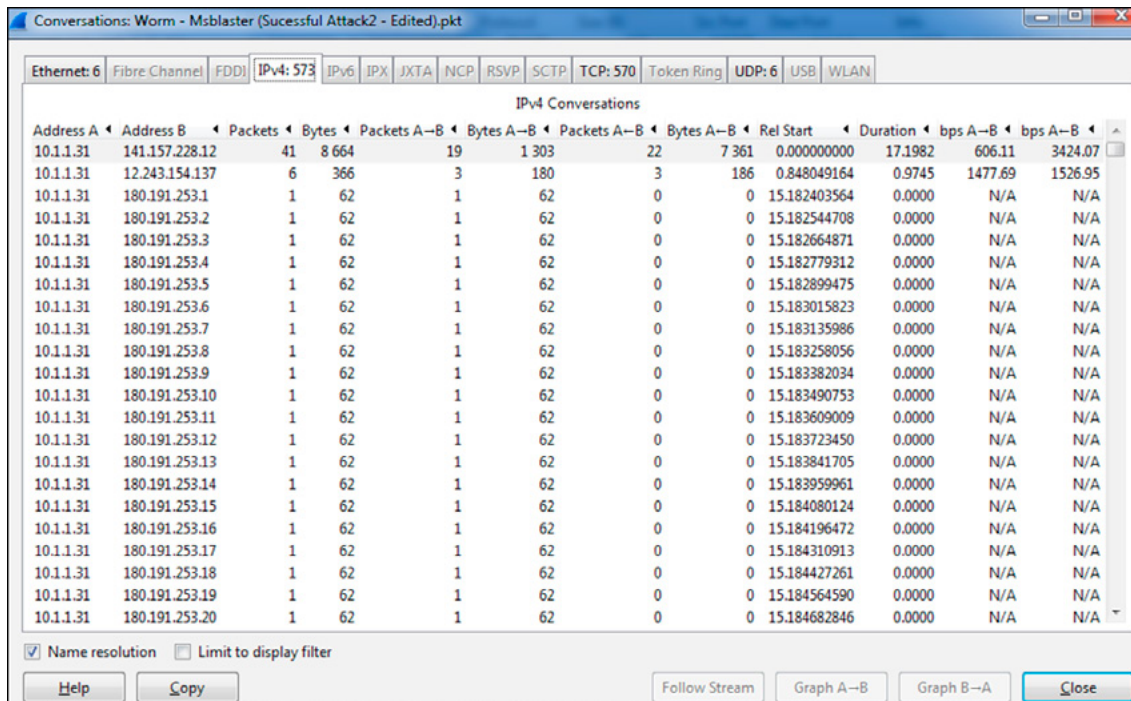 Conversations: Worm - Msblaster (Sucessful Attack2 - Edited).pkt
Ethernet: 6 Fibre Channel FDDI IPv4: 573 IPv6 IPX JXTA NCP RSVP SCTP TCP: 570 Token Ring UDP: 6 USB WLAN
IPv4 Conversations
Address A Address B Packets Bytes Packets A→B Bytes A→B Packets A←B Bytes A←B Rel Start Duration bps A→B bps A←B
10.1.1.31 141.157.228.12 41 8 664 19 1 303 22 7 361 0.000000000 17.1982 606.11 3424.07
10.1.1.31 12.243.154.137 6 366 3 180 3 186 0.848049164 0.9745 1477.69 1526.95
10.1.1.31 180.191.253.1 1 62 1 62 0 0 15.182403564 0.0000 N/A N/A
10.1.1.31 180.191.253.2 1 62 1 62 0 0 15.182544708 0.0000 N/A N/A
10.1.1.31 180.191.253.3 1 62 1 62 0 0 15.182664871 0.0000 N/A N/A
10.1.1.31 180.191.253.4 1 62 1 62 0 0 15.182779312 0.0000 N/A N/A
10.1.1.31 180.191.253.5 1 62 1 62 0 0 15.182899475 0.0000 N/A N/A
10.1.1.31 180.191.253.6 1 62 1 62 0 0 15.183015823 0.0000 N/A N/A
10.1.1.31 180.191.253.7 1 62 1 62 0 0 15.183135986 0.0000 N/A N/A
10.1.1.31 180.191.253.8 1 62 1 62 0 0 15.183258056 0.0000 N/A N/A
10.1.1.31 180.191.253.9 1 62 1 62 0 0 15.183382034 0.0000 N/A N/A
10.1.1.31 180.191.253.10 1 62 1 62 0 0 15.183490753 0.0000 N/A N/A
10.1.1.31 180.191.253.11 1 62 1 62 0 0 15.183609009 0.0000 N/A N/A
10.1.1.31 180.191.253.12 1 62 1 62 0 0 15.183723450 0.0000 N/A N/A
10.1.1.31 180.191.253.13 1 62 1 62 0 0 15.183841705 0.0000 N/A N/A
10.1.1.31 180.191.253.14 1 62 1 62 0 0 15.183959961 0.0000 N/A N/A
10.1.1.31 180.191.253.15 1 62 1 62 0 0 15.184080124 0.0000 N/A N/A
10.1.1.31 180.191.253.16 1 62 1 62 0 0 15.184196472 0.0000 N/A N/A
10.1.1.31 180.191.253.17 1 62 1 62 0 0 15.184310913 0.0000 N/A N/A
10.1.1.31 180.191.253.18 1 62 1 62 0 0 15.184427261 0.0000 N/A N/A
10.1.1.31 180.191.253.19 1 62 1 62 0 0 15.184564590 0.0000 N/A N/A
10.1.1.31 180.191.253.20 1 62 1 62 0 0 15.184682846 0.0000 N/A N/A
Name resolution Limit to display filter
Help Copy Follow Stream Graph A→B Graph B→A Close